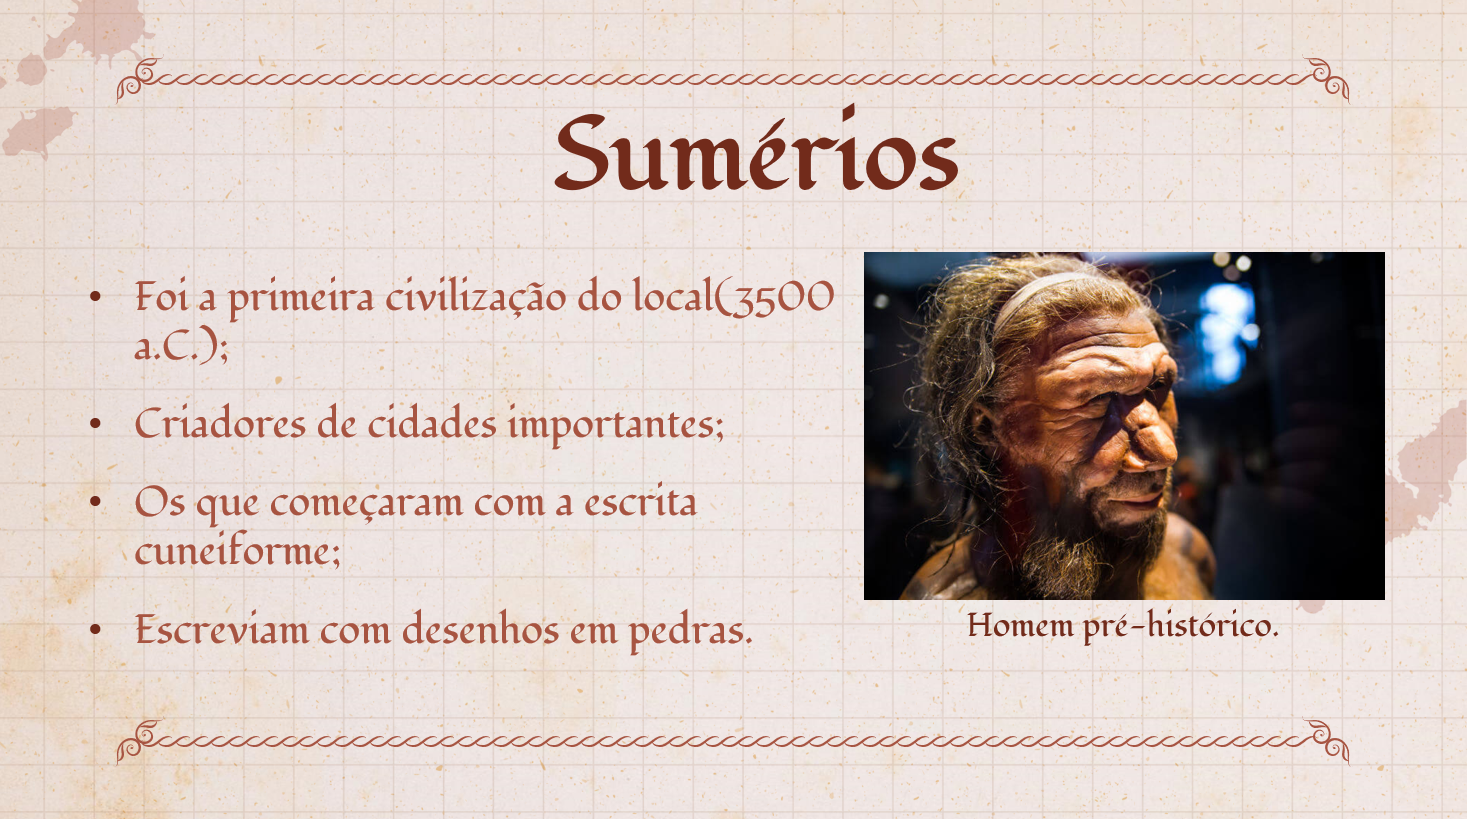 Sumérios
• Foi a primeira civilização do local(3500
a.C.);
• Criadores de cidades importantes;
• Os que começaram com a escrita
cuneiforme;
• Escreviam com desenhos em pedras.
Homem pré-histórico.